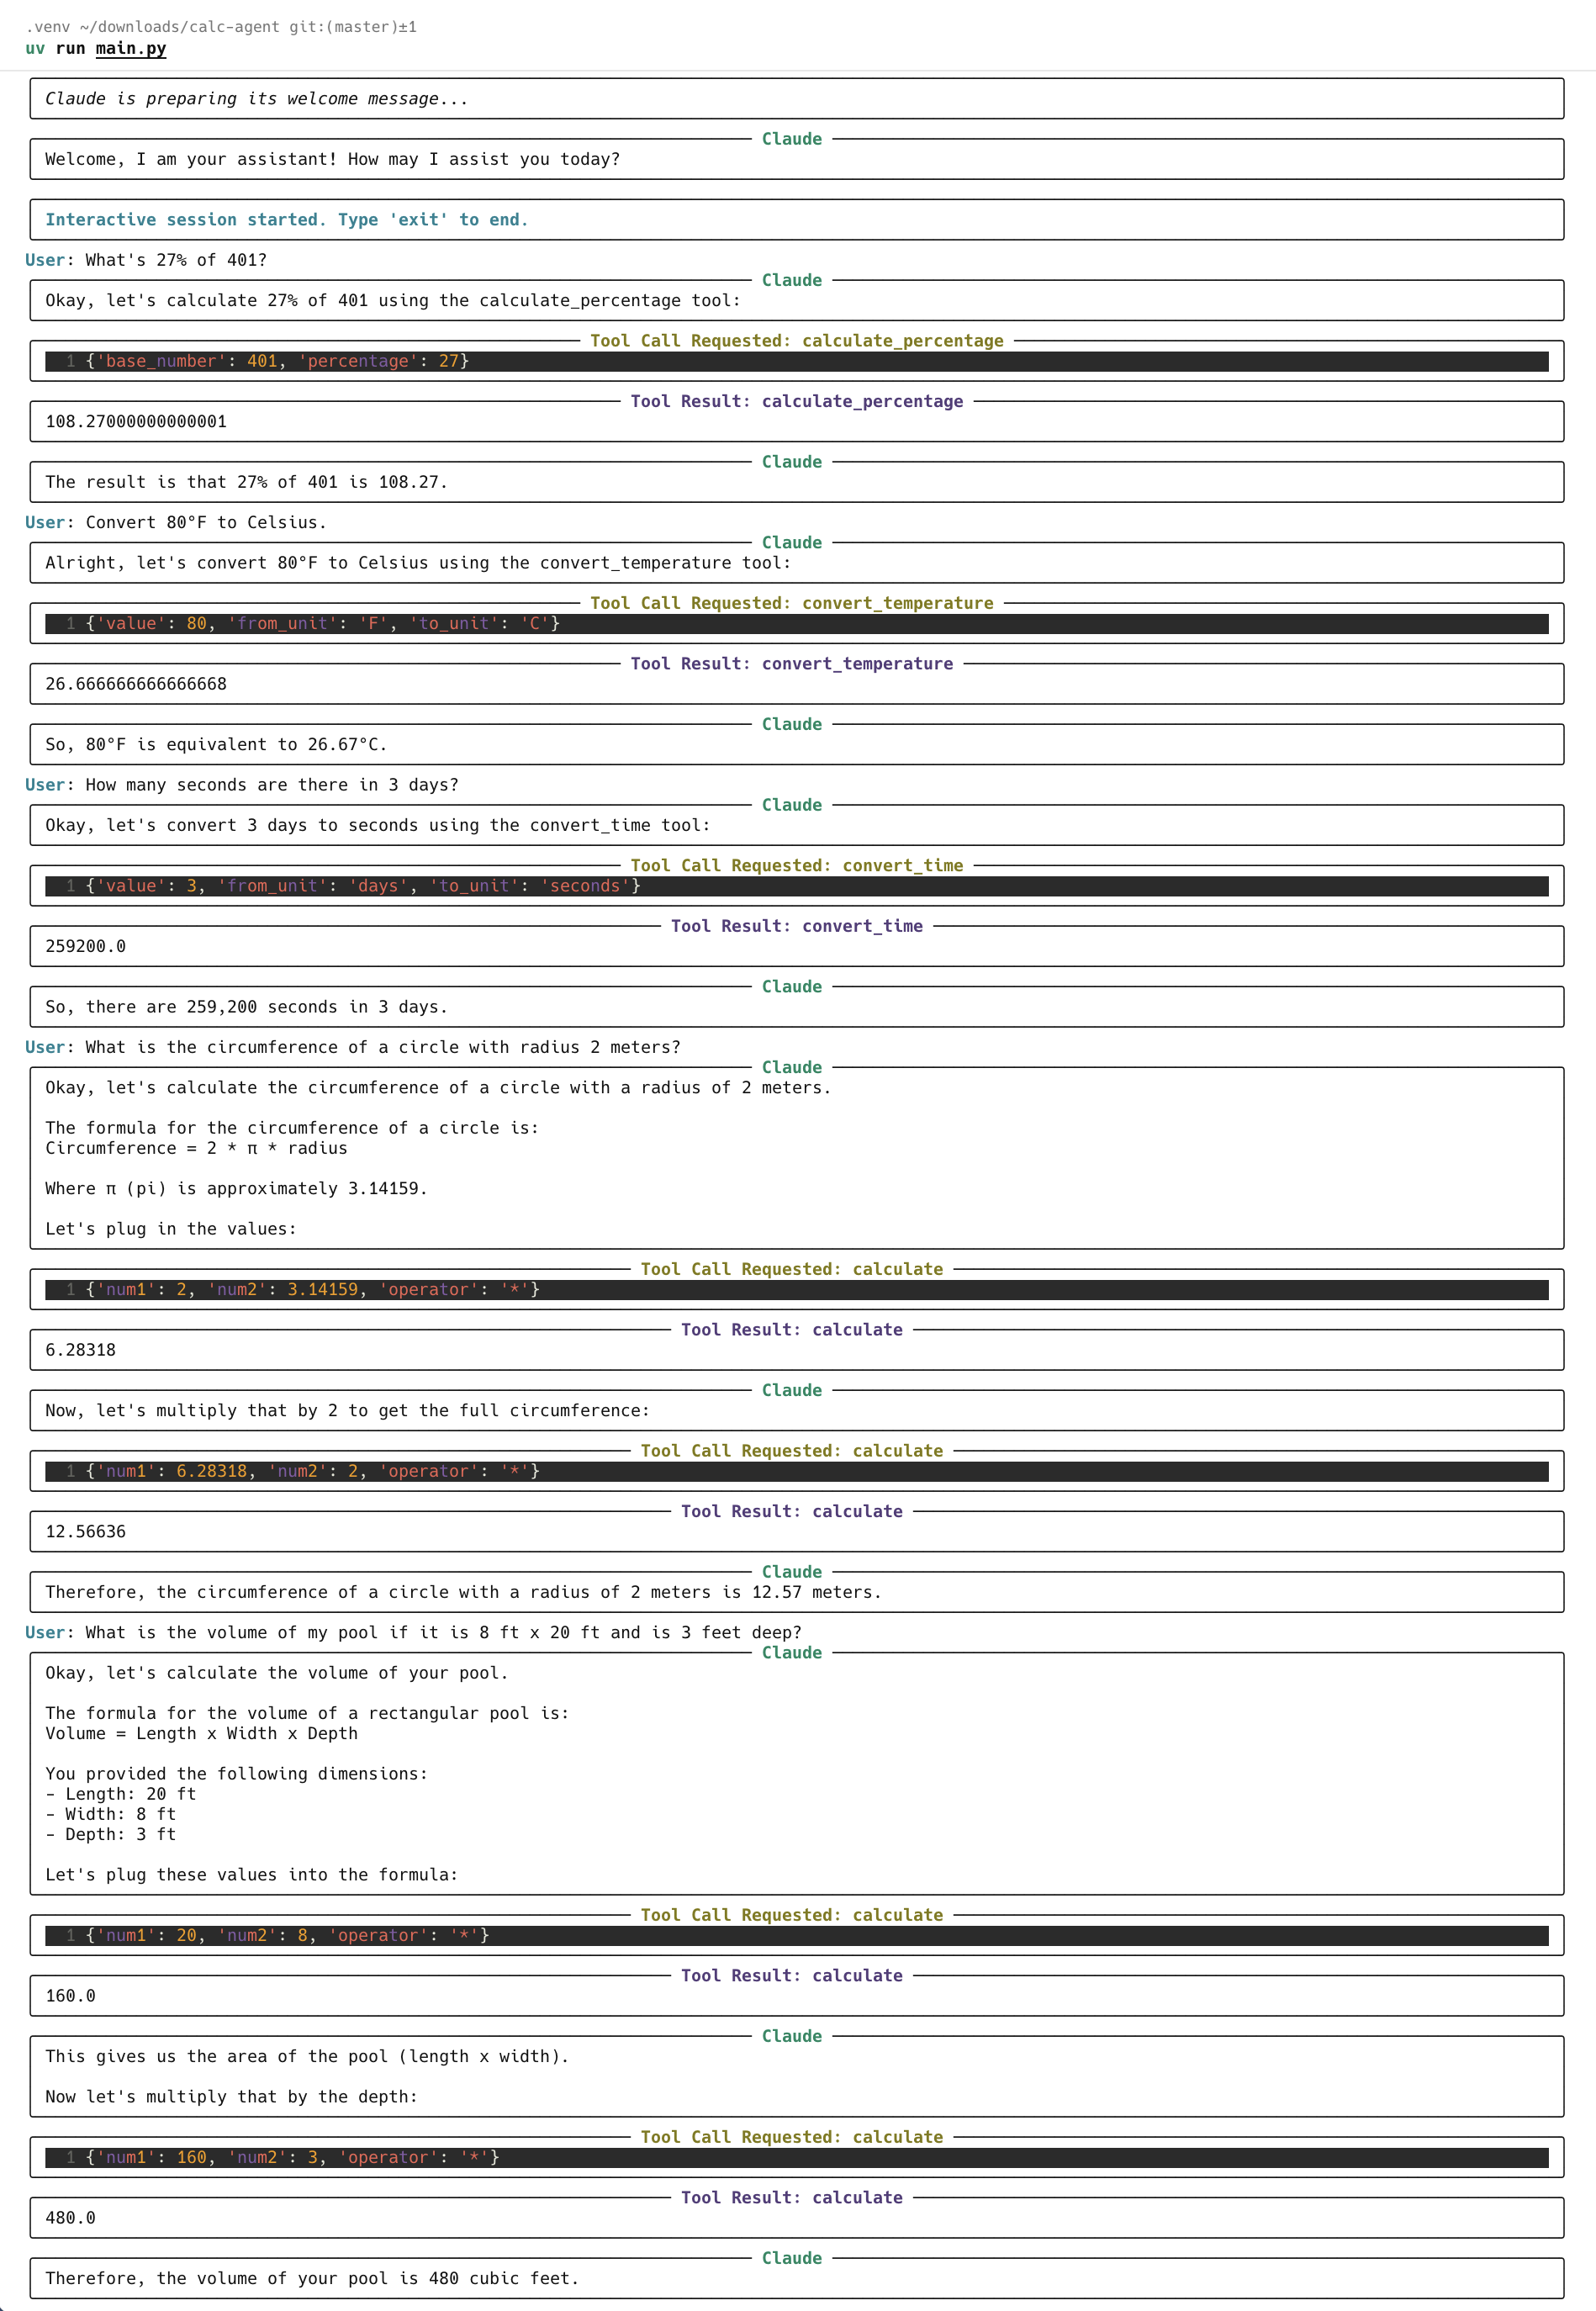 .venv ~/downloads/calc-agent git:(master)±1
uv run main.py
Claude is preparing its welcome message...
Claude
Welcome, I am your assistant! How may I assist you today?
Interactive session started. Type 'exit' to end.
User: What's 27% of 401?
Claude
Okay, let's calculate 27% of 401 using the calculate_percentage tool:
Tool Call Requested: calculate_percentage
1 {'base_number': 401, 'percentage': 27}
Tool Result: calculate_percentage
108.27000000000001
Claude
The result is that 27% of 401 is 108.27.
User: Convert 80°F to Celsius.
Claude
Alright, let's convert 80°F to Celsius using the convert_temperature tool:
Tool Call Requested: convert_temperature
1 {'value': 80, 'from_unit': 'F', 'to_unit': 'C'}
Tool Result: convert_temperature
26.666666666666668
Claude
So, 80°F is equivalent to 26.67°C.
User: How many seconds are there in 3 days?
Claude
Okay, let's convert 3 days to seconds using the convert_time tool:
Tool Call Requested: convert_time
1 {'value': 3, 'from_unit': 'days', 'to_unit': 'seconds'}
Tool Result: convert_time
259200.0
Claude
So, there are 259,200 seconds in 3 days.
User: What is the circumference of a circle with radius 2 meters?
Claude
Okay, let's calculate the circumference of a circle with a radius of 2 meters.
The formula for the circumference of a circle is:
Circumference = 2 * π * radius
Where π (pi) is approximately 3.14159.
Let's plug in the values:
Tool Call Requested: calculate
1 {'num1': 2, 'num2': 3.14159, 'operator': '*'}
Tool Result: calculate
6.28318
Claude
Now, let's multiply that by 2 to get the full circumference:
Tool Call Requested: calculate
1 {'num1': 6.28318, 'num2': 2, 'operator': '*'}
Tool Result: calculate
12.56636
Claude
Therefore, the circumference of a circle with a radius of 2 meters is 12.57 meters.
User: What is the volume of my pool if it is 8 ft x 20 ft and is 3 feet deep?
Claude
Okay, let's calculate the volume of your pool.
The formula for the volume of a rectangular pool is:
Volume = Length x Width x Depth
You provided the following dimensions:
- Length: 20 ft
- Width: 8 ft
- Depth: 3 ft
Let's plug these values into the formula:
Tool Call Requested: calculate
1 {'num1': 20, 'num2': 8, 'operator': '*'}
Tool Result: calculate
160.0
Claude
This gives us the area of the pool (length x width).
Now let's multiply that by the depth:
Tool Call Requested: calculate
1 {'num1': 160, 'num2': 3, 'operator': '*'}
Tool Result: calculate
480.0
Claude
Therefore, the volume of your pool is 480 cubic feet.